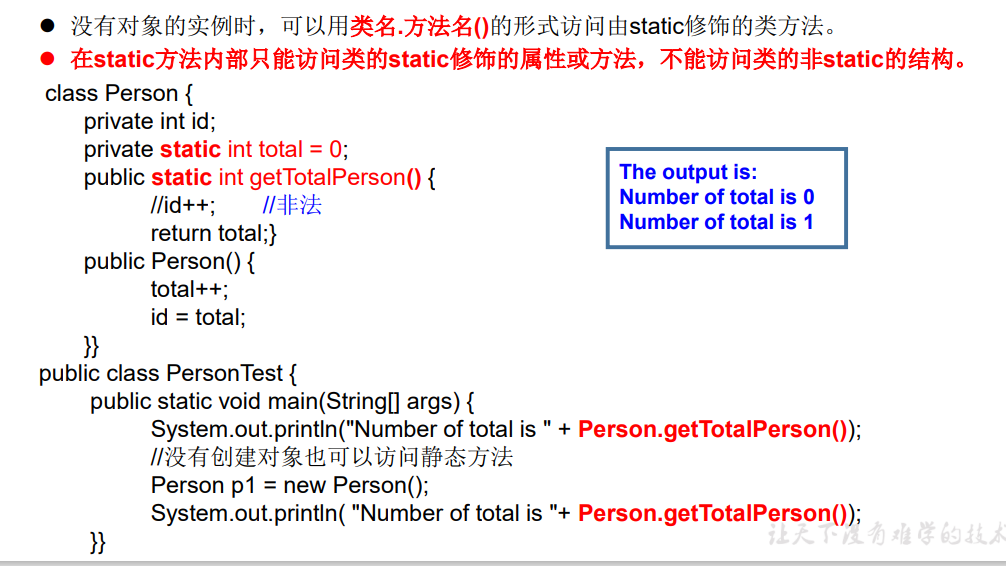 ● 没有对象的实例时，可以用类名.方法名()的形式访问由static修饰的类方法。
● 在static方法内部只能访问类的static修饰的属性或方法，不能访问类的非static的结构。
class Person {
private int id;
private static int total = 0;
public static int getTotalPerson() {
//id++; //非法
return total;}
public Person() {
total++;
id = total;
}}
public class PersonTest {
public static void main(String[] args) {
System.out.println("Number of total is " + Person.getTotalPerson());
//没有创建对象也可以访问静态方法
Person p1 = new Person();
System.out.println( "Number of total is "+ Person.getTotalPerson());
}}
The output is:
Number of total is 0
Number of total is 1
让天下没有难学的技术